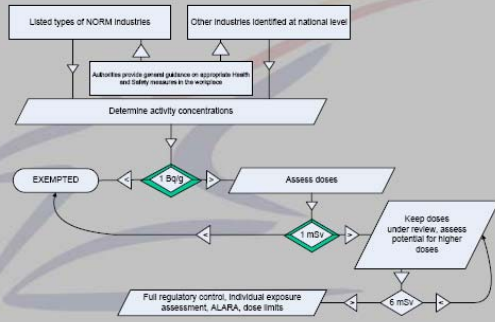 Listed types of NORM Industries
Other Industries Identified at national level
Authorities provide general guidance on appropriate Health
and Safety measures in the workplace
Determine activity concentrations
EXEMPTED
<
1 Bq/g
>
Assess doses
<
1 mSv
>
Keep doses
under review, assess
potential for higher
doses
Full regulatory control, Individual exposure
assessment, ALARA, dose limits
>
6 mSv
<